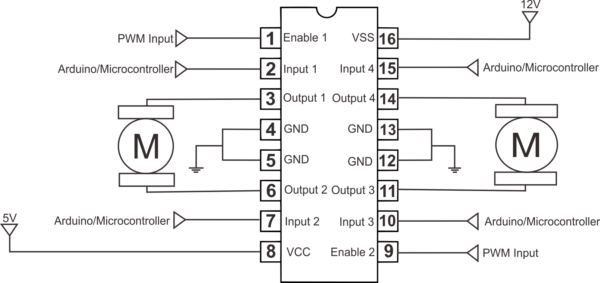 12V
PWM Input 1 Enable 1 VSS 16
Arduino/Microcontroller 2 Input 1 Input 4 15 Arduino/Microcontroller
3 Output 1 Output 4 14
4 GND GND 13
M M
5 GND GND 12
6 Output 2 Output 3 11
Arduino/Microcontroller 7 Input 2 Input 3 10 Arduino/Microcontroller
5V
8 VCC Enable 2 9 PWM Input